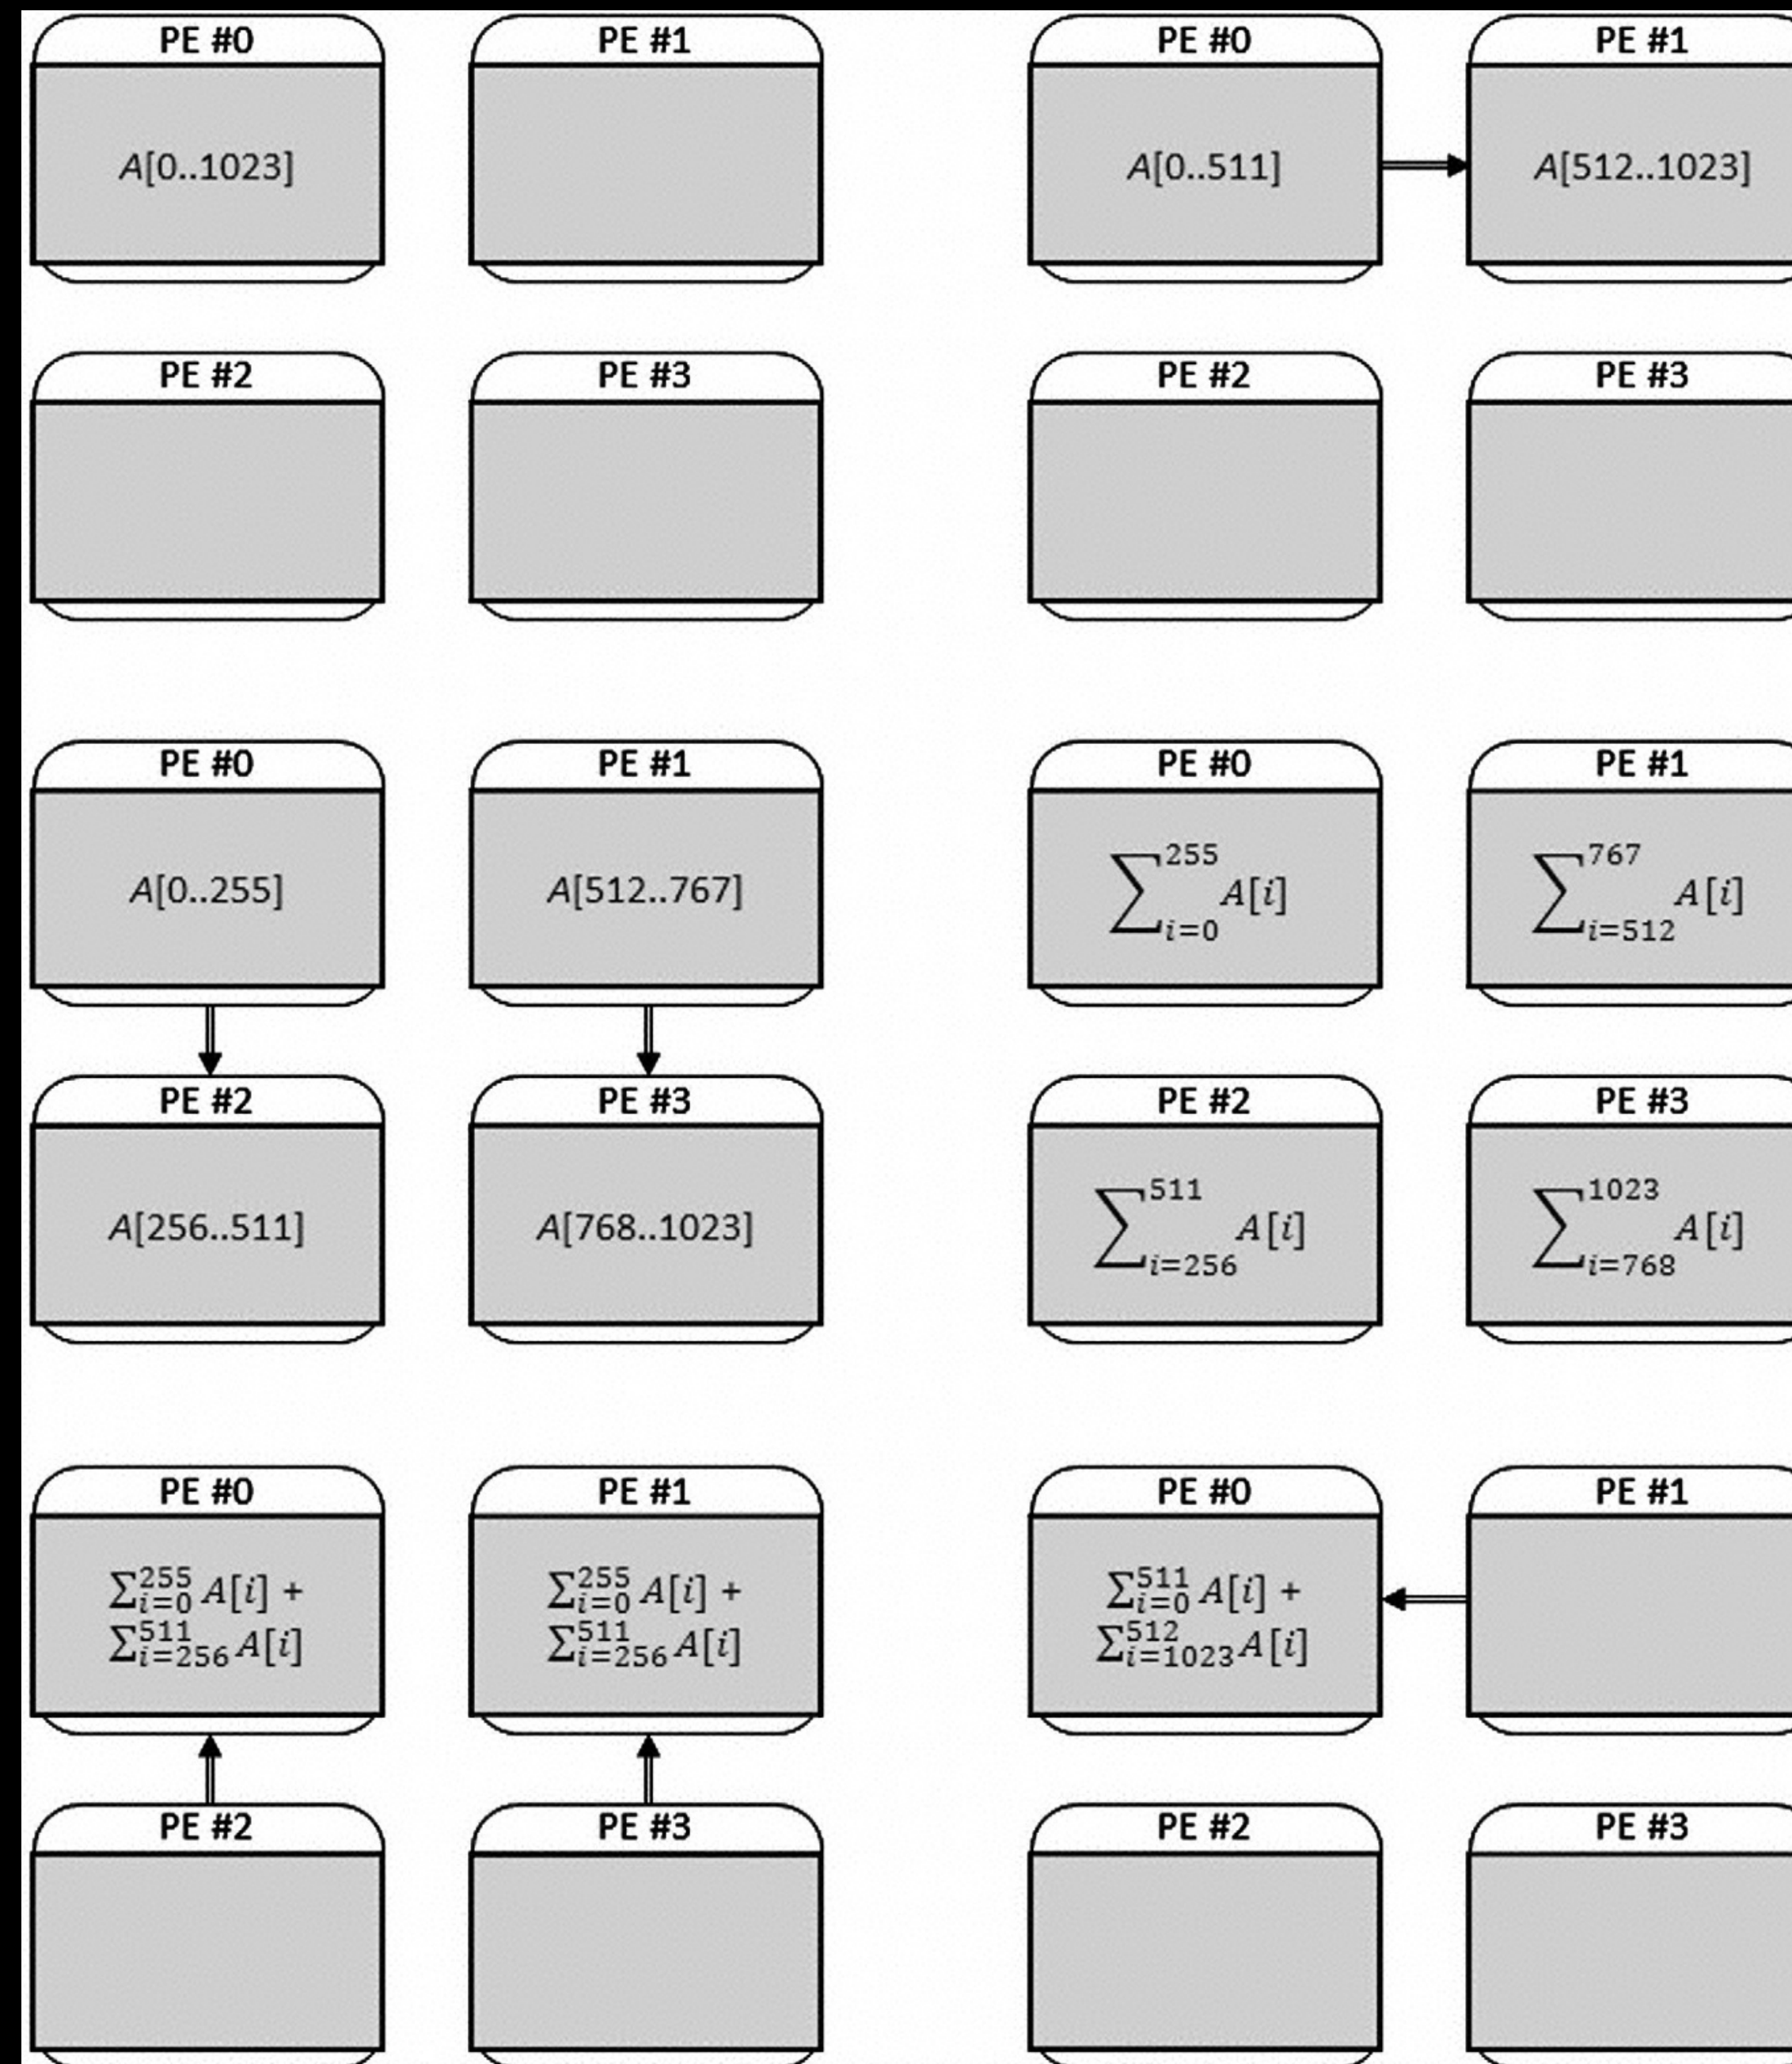 PE #0
PE #1
A[0..1023]
PE #2
PE #3
PE #0
PE #1
A[0..511]
A[512..1023]
PE #2
PE #3
PE #0
PE #1
A[0..255]
A[512..767]
PE #2
PE #3
A[256..511]
A[768..1023]
PE #0
PE #1
∑_{i=0}^{255} A[i]
∑_{i=512}^{767} A[i]
PE #2
PE #3
∑_{i=256}^{511} A[i]
∑_{i=768}^{1023} A[i]
PE #0
PE #1
∑_{i=0}^{255} A[i] +
∑_{i=256}^{511} A[i]
∑_{i=0}^{255} A[i] +
∑_{i=256}^{511} A[i]
PE #2
PE #3
PE #0
PE #1
∑_{i=0}^{511} A[i] +
∑_{i=1023}^{512} A[i]
PE #2
PE #3